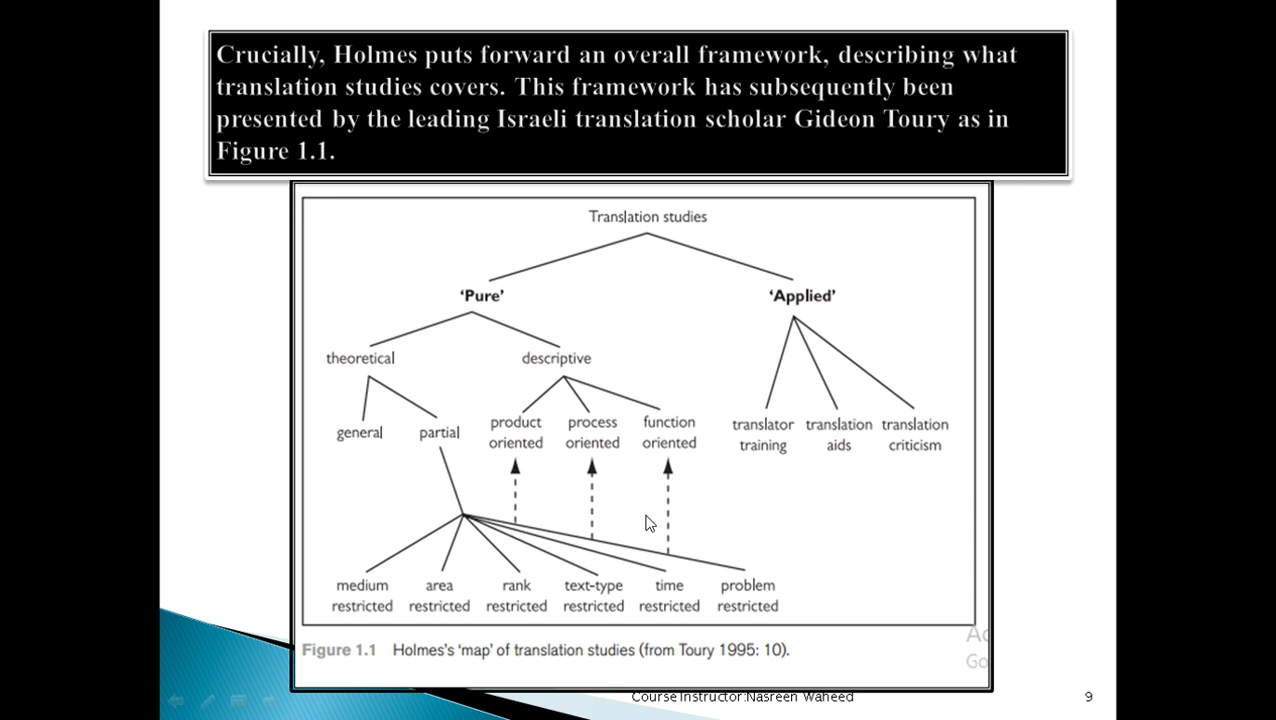 Crucially, Holmes puts forward an overall framework, describing what
translation studies covers. This framework has subsequently been
presented by the leading Israeli translation scholar Gideon Toury as in
Figure 1.1.
Translation studies
‘Pure’ ‘Applied’
theoretical descriptive
general partial product oriented process oriented function oriented translator training translation aids translation criticism
medium restricted area restricted rank restricted text-type restricted time restricted problem restricted
Figure 1.1 Holmes’s ‘map’ of translation studies (from Toury 1995: 10).
Course Instructor:Nasreen Waheed 9